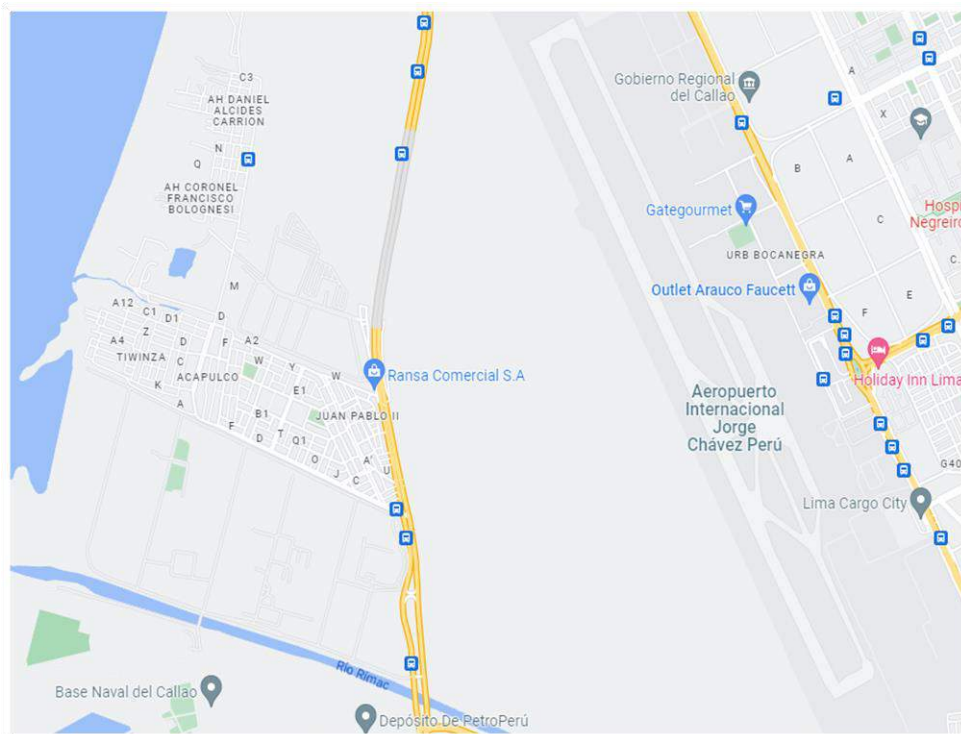 C3
AH DANIEL
ALCIDES
CARRION
N
Q
AH CORONEL
FRANCISCO
BOLOGNESI
M
A12
C1
D1
D
Z
A4
D
F
A2
TIWINZA
C
W
Y
W
K
ACAPULCO
E1
A
B1
JUAN PABLO II
F
D
T
Q1
O
A'
J
C
U
Ransa Comercial S.A
Río Rimac
Base Naval del Callao
Depósito De PetroPerú
Gobierno Regional
del Callao
A
X
B
A
Gategourmet
C
Hospi
Negreiro
URB BOCANEGRA
C.
Outlet Arauco Faucett
E
F
Holiday Inn Lima
Aeropuerto
Internacional
Jorge
Chávez Perú
G40
Lima Cargo City